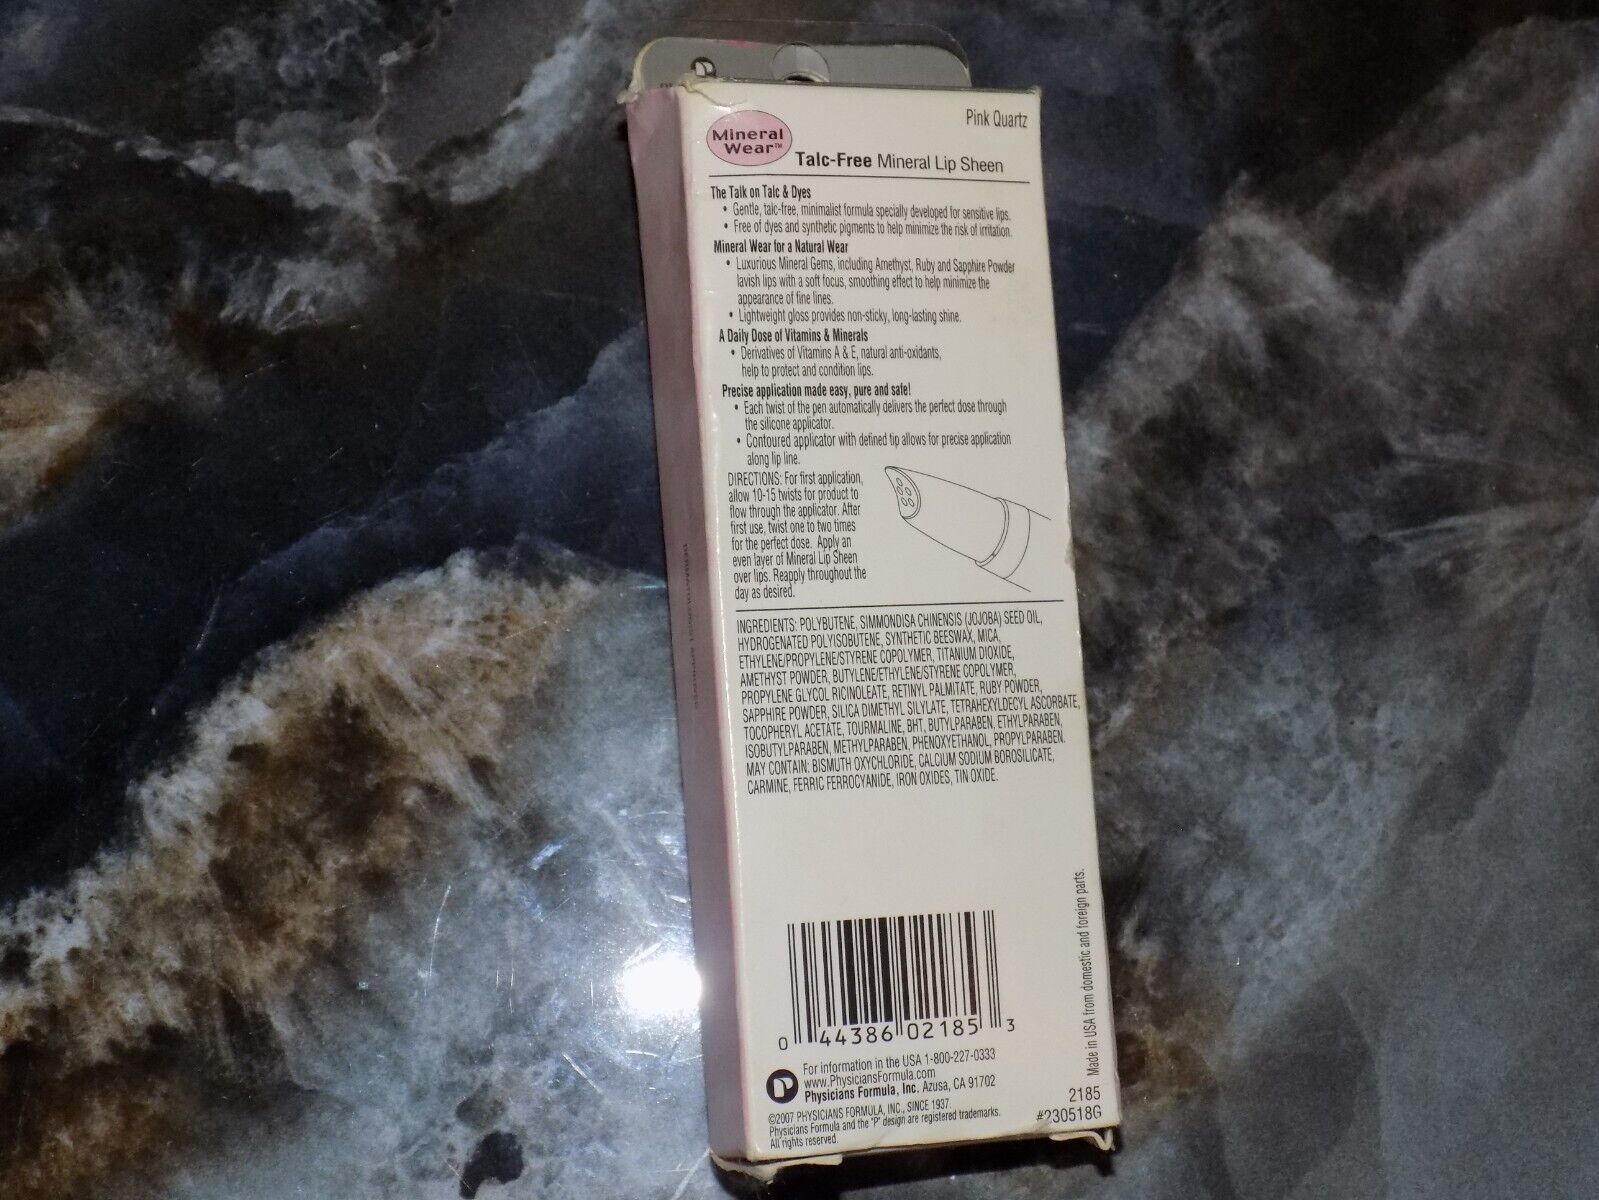 Pink Quartz
Mineral
Wear™
Talc-Free Mineral Lip Sheen
The Talk on Talc & Dyes
• Gentle, talc-free, minimalist formula specially developed for sensitive lips.
• Free of dyes and synthetic pigments to help minimize the risk of irritation.
Mineral Wear for a Natural Wear
• Luxurious Mineral Gems, including Amethyst, Ruby and Sapphire Powder
lavish lips with a soft focus, smoothing effect to help minimize the
appearance of fine lines.
• Lightweight gloss provides non-sticky, long-lasting shine.
A Daily Dose of Vitamins & Minerals
• Derivatives of Vitamins A & E, natural anti-oxidants,
help to protect and condition lips.
Precise application made easy, pure and safe!
• Each twist of the pen automatically delivers the perfect dose through
the silicone applicator.
• Contoured applicator with defined tip allows for precise application
along lip line.
DIRECTIONS: For first application,
allow 10-15 twists for product to
flow through the applicator. After
first use, twist one to two times
for the perfect dose. Apply an
even layer of Mineral Lip Sheen
over lips. Reapply throughout the
day as desired.
INGREDIENTS: POLYBUTENE, SIMMONDISA CHINENSIS (JOJOBA) SEED OIL,
HYDROGENATED POLYISOBUTENE, SYNTHETIC BEESWAX, MICA,
ETHYLENE/PROPYLENE/STYRENE COPOLYMER, TITANIUM DIOXIDE,
AMETHYST POWDER, BUTYLENE/ETHYLENE/STYRENE COPOLYMER,
PROPYLENE GLYCOL RICINOLEATE, RETINYL PALMITATE, RUBY POWDER,
SAPPHIRE POWDER, SILICA DIMETHYL SILYLATE, TETRAHEXYLDECYL ASCORBATE,
TOCOPHERYL ACETATE, TOURMALINE, BHT, BUTYLPARABEN, ETHYLPARABEN,
ISOBUTYLPARABEN, METHYLPARABEN, PHENOXYETHANOL, PROPYLPARABEN.
MAY CONTAIN: BISMUTH OXYCHLORIDE, CALCIUM SODIUM BOROSILICATE,
CARMINE, FERRIC FERROCYANIDE, IRON OXIDES, TIN OXIDE.
Made in USA from domestic and foreign parts.
0 44386 02185 3
For information in the USA 1-800-227-0333
www.PhysiciansFormula.com
Physicians Formula, Inc. Azusa, CA 91702
©2007 PHYSICIANS FORMULA, INC., SINCE 1937.
Physicians Formula and the "P" design are registered trademarks.
All rights reserved.
2185
#230518G